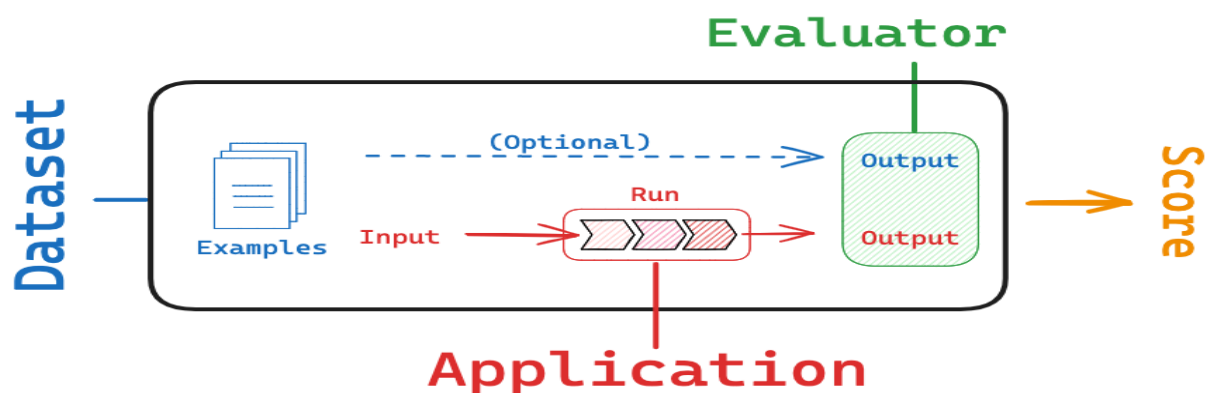 Evaluator
Dataset
(Optional)
Output
Run
Examples
Input
Output
Score
Application